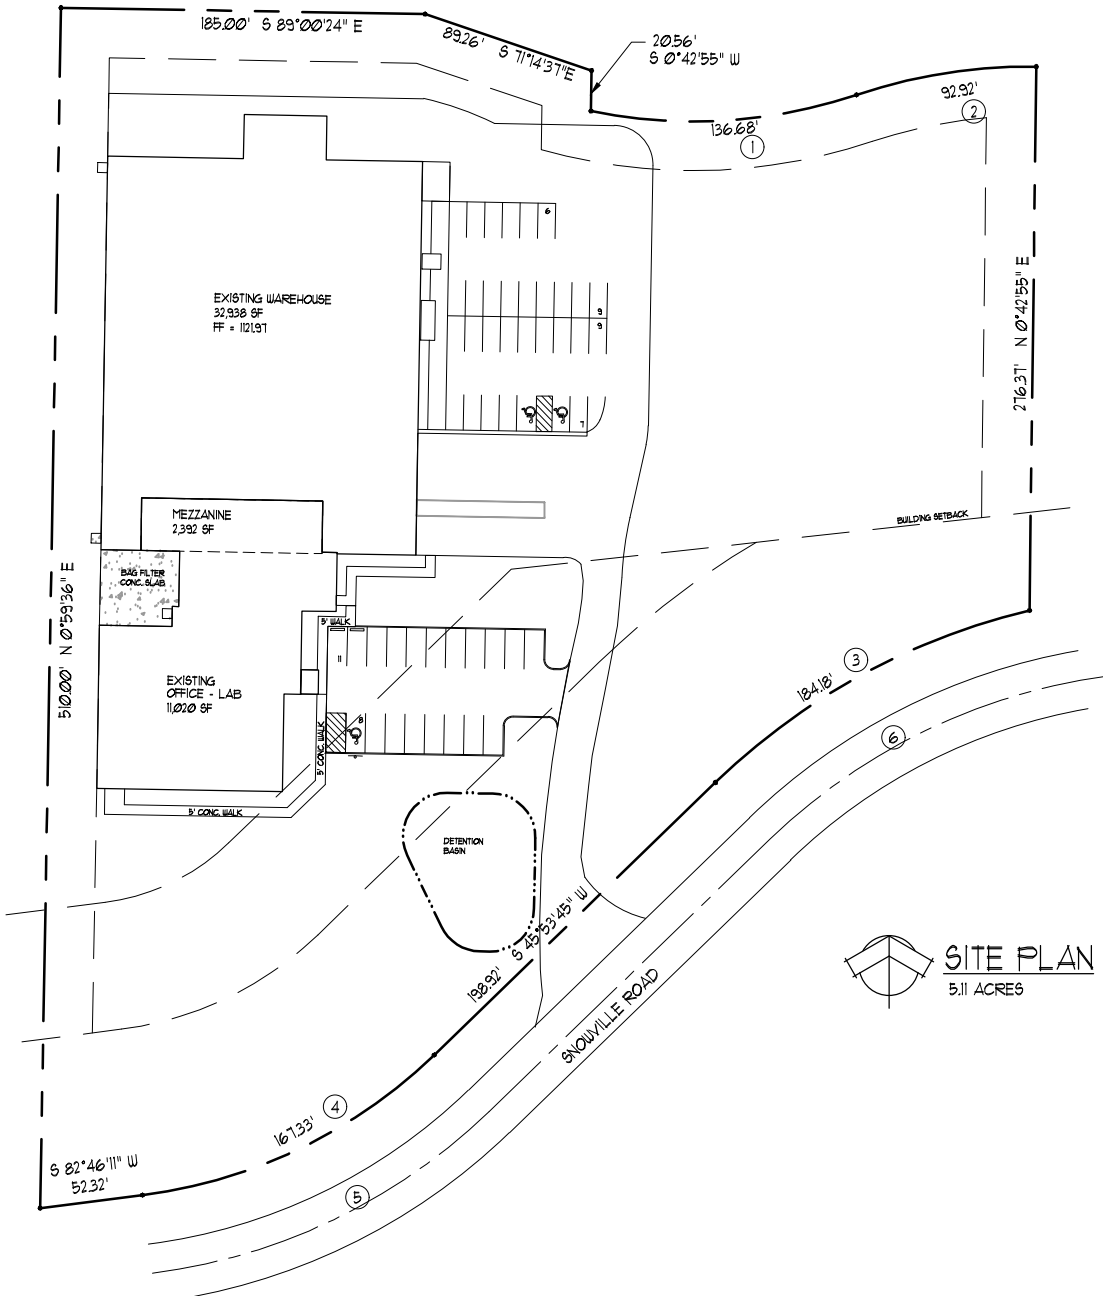 185.00' S 89°00'24" E
89.26' S 71°14'37"E
20.56'
S 0°42'55" W
136.68'
1
92.92'
2
276.37' N 0°42'55" E
6
EXISTING WAREHOUSE
32,938 SF
FF = 1121.97
9
9
7
MEZZANINE
2,392 SF
BUILDING SETBACK
BAG FILTER
CONC. SLAB
510.00' N 0°59'36" E
5' WALK
11
EXISTING
OFFICE - LAB
11,020 SF
8
5' CONC. WALK
5' CONC. WALK
DETENTION
BASIN
3
184.18'
6
198.92' S 45°53'45" W
SNOWVILLE ROAD
SITE PLAN
5.11 ACRES
4
167.33'
S 82°46'11" W
52.32'
5